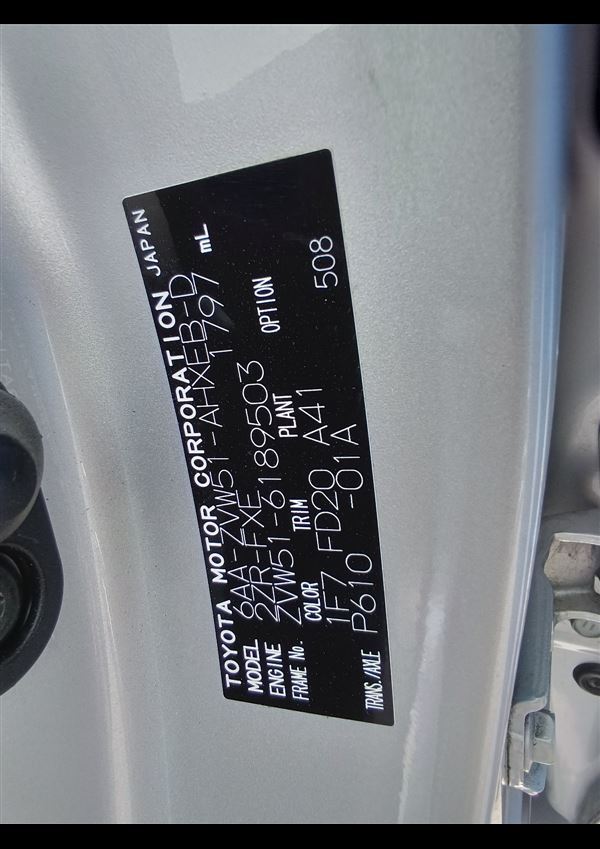 TOYOTA MOTOR CORPORATION JAPAN
MODEL 6AA-ZVW51-AHXEB-D
ENGINE 2ZR-FXE 1797 mL
FRAME No. ZVW51-6189503
COLOR TRIM PLANT OPTION
1F7 FD20 A41 508
TRANS./AXLE P610 -01A